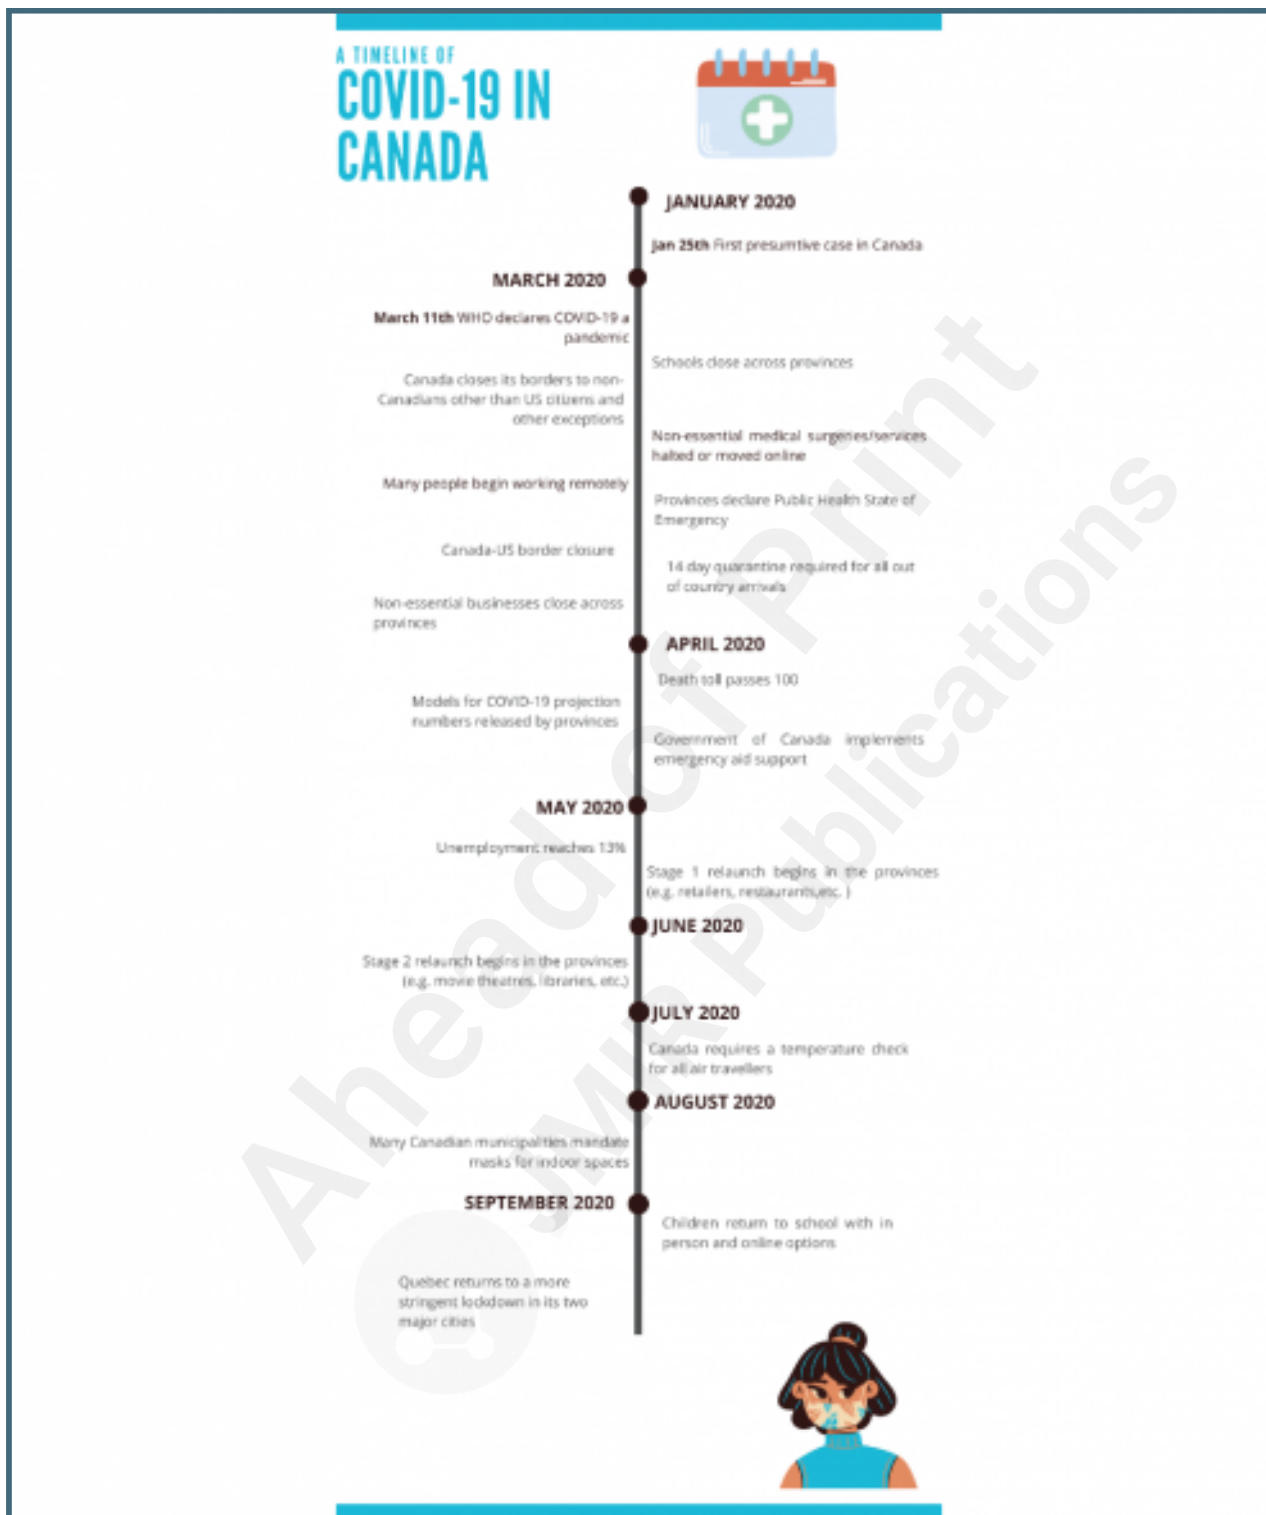 A TIMELINE OF
COVID-19 IN
CANADA
JANUARY 2020
Jan 25th First presumtive case in Canada
MARCH 2020
March 11th WHO declares COVID-19 a
pandemic
Schools close across provinces
Canada closes its borders to non-
Canadians other than US citizens and
other exceptions
Non-essential medical surgeries/services
halted or moved online
Many people begin working remotely
Provinces declare Public Health State of
Emergency
Canada-US border closure
14 day quarantine required for all out
of country arrivals
Non-essential businesses close across
provinces
APRIL 2020
Death toll passes 100
Models for COVID-19 projection
numbers released by provinces
Government of Canada implements
emergency aid support
MAY 2020
Unemployment reaches 13%
Stage 1 relaunch begins in the provinces
(e.g. retailers, restaurants,etc. )
JUNE 2020
Stage 2 relaunch begins in the provinces
(e.g. movie theatres, libraries, etc.)
JULY 2020
Canada requires a temperature check
for all air travellers
AUGUST 2020
Many Canadian municipalities mandate
masks for indoor spaces
SEPTEMBER 2020
Children return to school with in
person and online options
Quebec returns to a more
stringent lockdown in its two
major cities
Ahead of Print
JMIR Publications